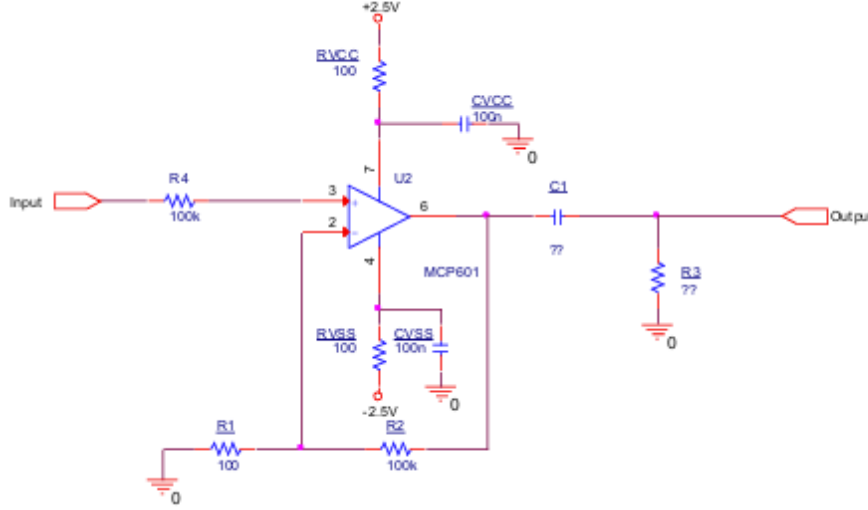 +2.5V
RVCC
100
CVCC
100n
0
7
U2
R4
100k
Input
3
+
2
-
6
4
MCP601
C1
??
Outpu
R3
??
0
RVSS
100
CVSS
100n
0
-2.5V
R1
100
R2
100k
0